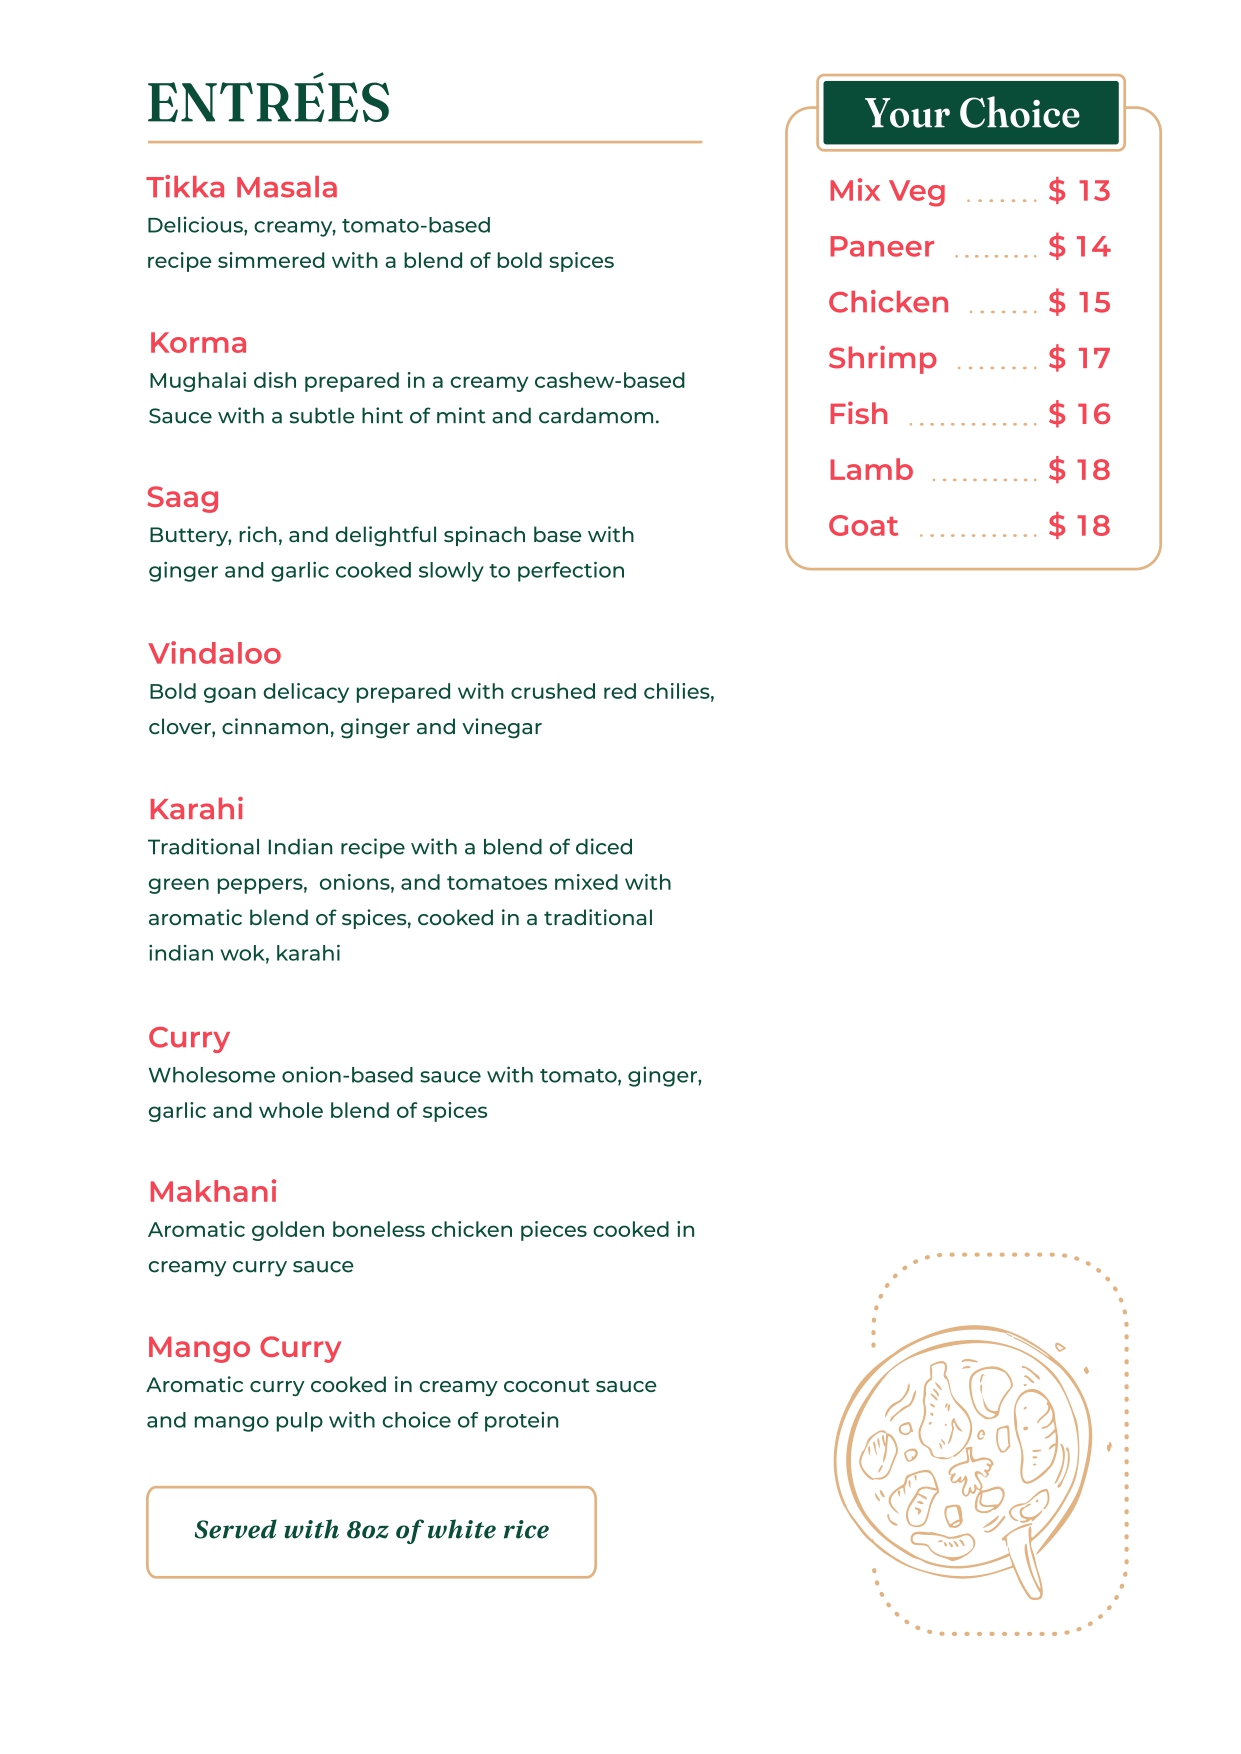 ENTRÉES
Tikka Masala
Delicious, creamy, tomato-based
recipe simmered with a blend of bold spices
Korma
Mughalai dish prepared in a creamy cashew-based
Sauce with a subtle hint of mint and cardamom.
Saag
Buttery, rich, and delightful spinach base with
ginger and garlic cooked slowly to perfection
Vindaloo
Bold goan delicacy prepared with crushed red chilies,
clover, cinnamon, ginger and vinegar
Karahi
Traditional Indian recipe with a blend of diced
green peppers,  onions, and tomatoes mixed with
aromatic blend of spices, cooked in a traditional
indian wok, karahi
Curry
Wholesome onion-based sauce with tomato, ginger,
garlic and whole blend of spices
Makhani
Aromatic golden boneless chicken pieces cooked in
creamy curry sauce
Mango Curry
Aromatic curry cooked in creamy coconut sauce
and mango pulp with choice of protein
Served with 8oz of white rice
Your Choice
Mix Veg ....... $ 13
Paneer ........ $ 14
Chicken ....... $ 15
Shrimp ........ $ 17
Fish ............ $ 16
Lamb .......... $ 18
Goat ........... $ 18